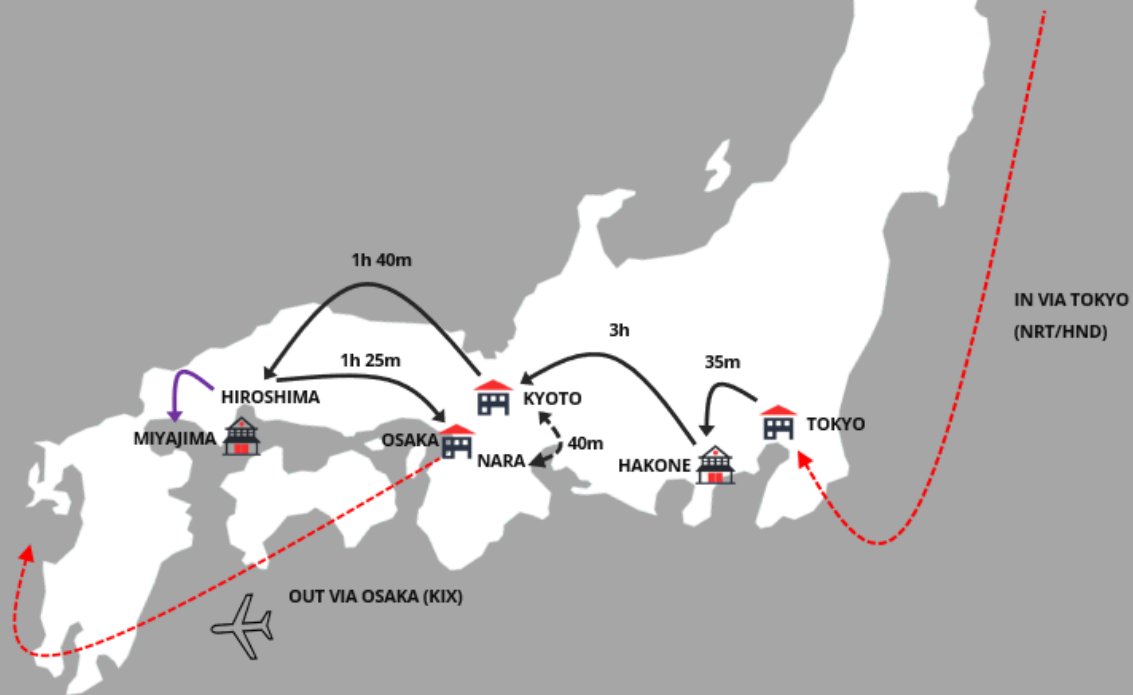 1h 40m
IN VIA TOKYO
(NRT/HND)
3h
1h 25m
35m
HIROSHIMA
KYOTO
TOKYO
MIYAJIMA
OSAKA
40m
NARA
HAKONE
OUT VIA OSAKA (KIX)